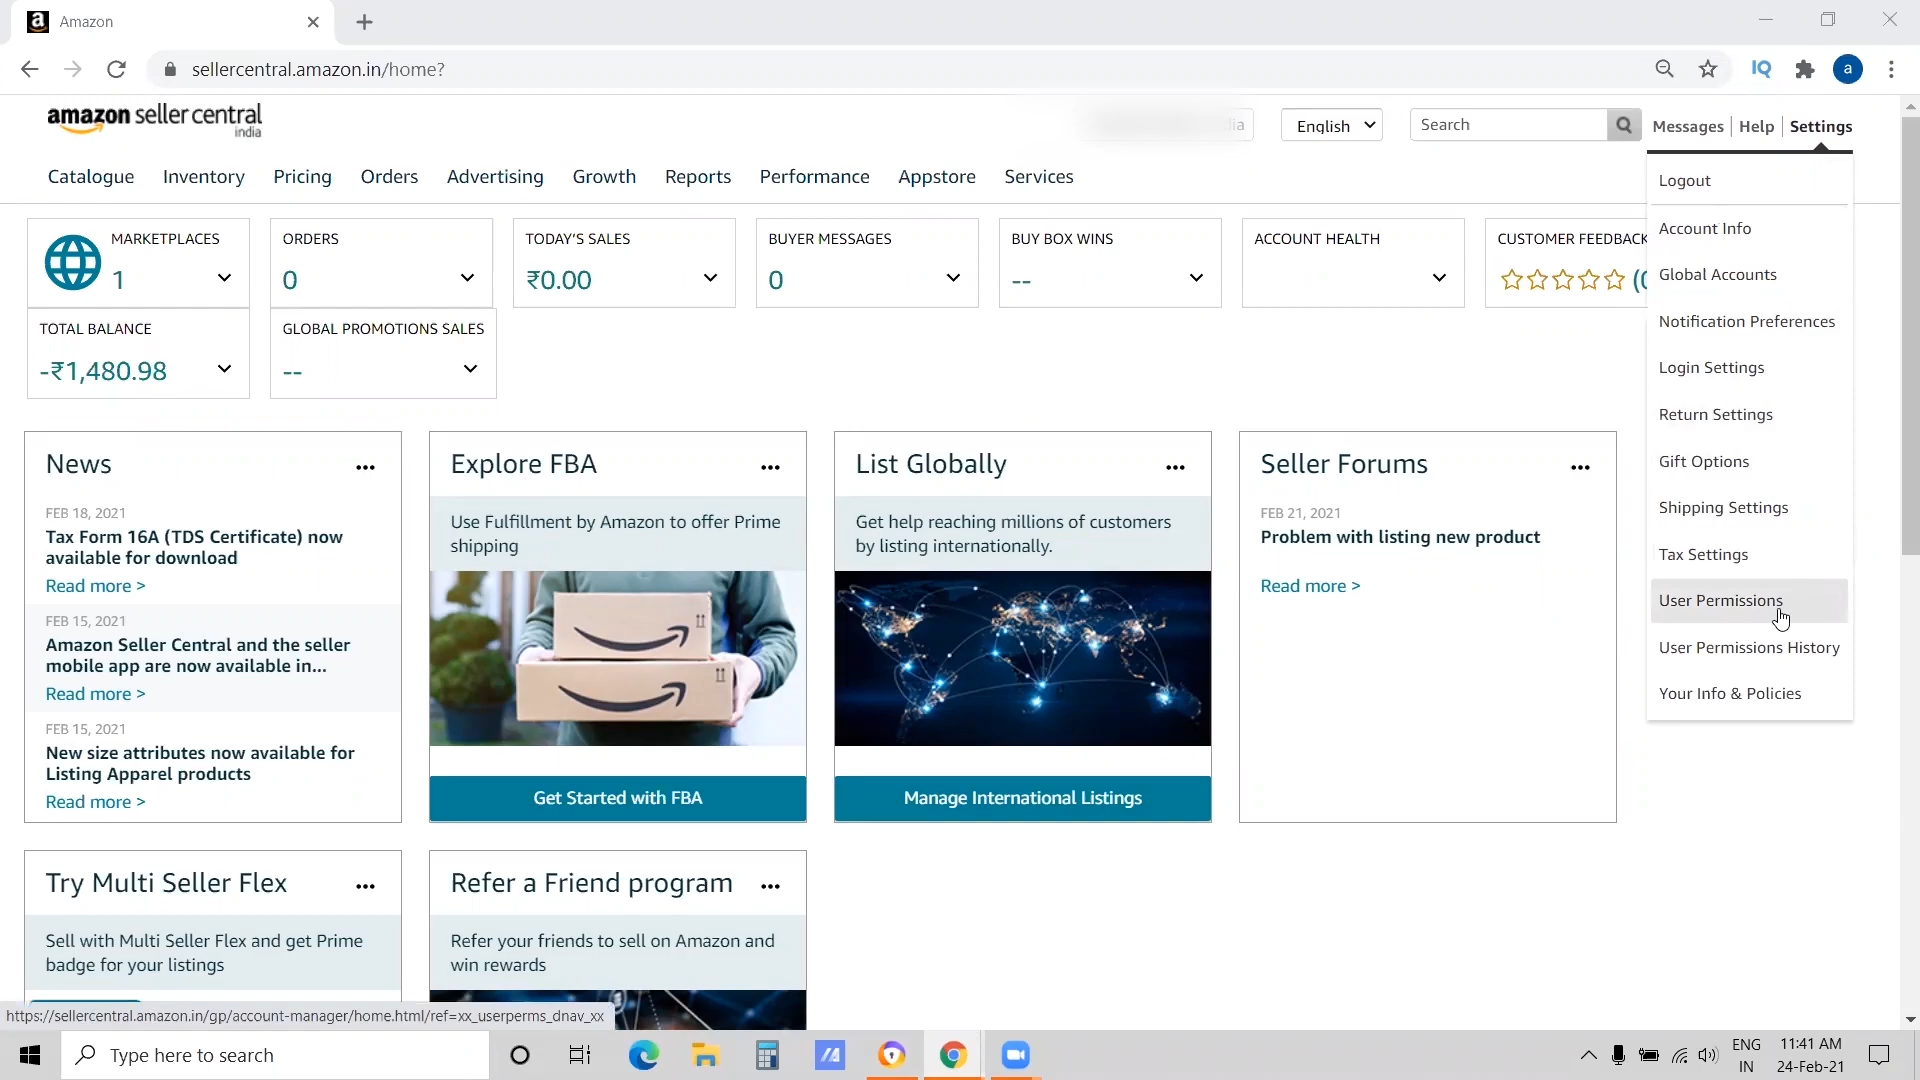 Amazon
sellercentral.amazon.in/home?
a
amazon seller central
india
English
Search
Messages
Help
Settings
Catalogue
Inventory
Pricing
Orders
Advertising
Growth
Reports
Performance
Appstore
Services
MARKETPLACES
1
ORDERS
0
TODAY'S SALES
₹0.00
BUYER MESSAGES
0
BUY BOX WINS
--
ACCOUNT HEALTH
CUSTOMER FEEDBACK
(0
TOTAL BALANCE
-₹1,480.98
GLOBAL PROMOTIONS SALES
--
Logout
Account Info
Global Accounts
Notification Preferences
Login Settings
Return Settings
Gift Options
Shipping Settings
Tax Settings
User Permissions
User Permissions History
Your Info & Policies
News
FEB 18, 2021
Tax Form 16A (TDS Certificate) now
available for download
Read more >
FEB 15, 2021
Amazon Seller Central and the seller
mobile app are now available in...
Read more >
FEB 15, 2021
New size attributes now available for
Listing Apparel products
Read more >
Explore FBA
Use Fulfillment by Amazon to offer Prime
shipping
Get Started with FBA
List Globally
Get help reaching millions of customers
by listing internationally.
Manage International Listings
Seller Forums
FEB 21, 2021
Problem with listing new product
Read more >
Try Multi Seller Flex
Sell with Multi Seller Flex and get Prime
badge for your listings
Refer a Friend program
Refer your friends to sell on Amazon and
win rewards
https://sellercentral.amazon.in/gp/account-manager/home.html/ref=xx_userperms_dnav_xx
Type here to search
ENG
IN
11:41 AM
24-Feb-21